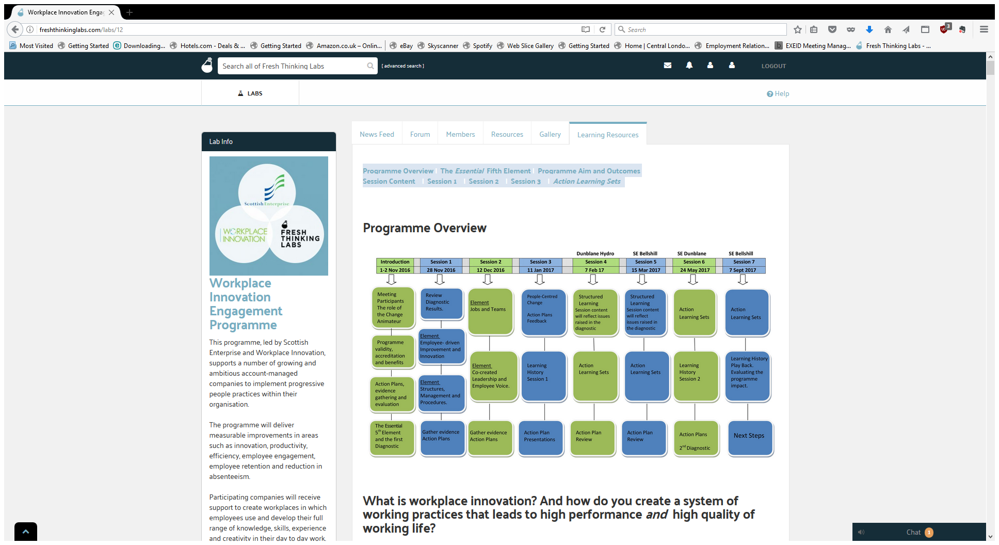 Workplace Innovation Enga
freshthinkinglabs.com/labs/12
Search
3
Most Visited Getting Started Downloading... Hotels.com - Deals & ... Getting Started Amazon.co.uk – Onlin... eBay Skyscanner Spotify Web Slice Gallery Getting Started Home | Central Londo... Employment Relation... EXEID Meeting Manag... Fresh Thinking Labs - ...
Search all of Fresh Thinking Labs [ advanced search ] LOGOUT
LABS Help
Lab Info
Scottish Enterprise
WORKPLACE
INNOVATION
FRESH
THINKING
LABS
Workplace
Innovation
Engagement
Programme
This programme, led by Scottish
Enterprise and Workplace Innovation,
supports a number of growing and
ambitious account-managed
companies to implement progressive
people practices within their
organisation.
The programme will deliver
measurable improvements in areas
such as innovation, productivity,
efficiency, employee engagement,
employee retention and reduction in
absenteeism.
Participating companies will receive
support to create workplaces in which
employees use and develop their full
range of knowledge, skills, experience
and creativity in their day to day work.
News Feed Forum Members Resources Gallery Learning Resources
Programme Overview | The Essential Fifth Element | Programme Aim and Outcomes
Session Content | Session 1 | Session 2 | Session 3 | Action Learning Sets
Programme Overview
Dunblane Hydro SE Bellshill SE Dunblane SE Bellshill
Introduction Session 1 Session 2 Session 3 Session 4 Session 5 Session 6 Session 7
1-2 Nov 2016 28 Nov 2016 12 Dec 2016 11 Jan 2017 7 Feb 17 15 Mar 2017 24 May 2017 7 Sept 2017
Meeting
Participants
The role of
the Change
Animateur
Programme
validity,
accreditation
and benefits
Action Plans,
evidence
gathering and
evaluation
The Essential
5th Element
and the first
Diagnostic
Review
Diagnostic
Results.
Element
Employee- driven
Improvement and
Innovation
Element
Structures,
Management and
Procedures.
Gather evidence
Action Plans
Element
Jobs and Teams
Element
Co-created
Leadership and
Employee Voice.
Gather evidence
Action Plans
People-Centred
Change
Action Plans
Feedback
Learning
History
Session 1
Action Plan
Presentations
Structured
Learning
Session content
will reflect issues
raised in the
diagnostic
Action
Learning Sets
Action Plan
Review
Structured
Learning
Session content
will reflect
issues raised in
the diagnostic
Action
Learning Sets
Action Plan
Review
Action
Learning Sets
Learning
History
Session 2
Action Plans
2nd Diagnostic
Action
Learning Sets
Learning History
Play Back.
Evaluating the
programme
impact.
Next Steps
What is workplace innovation? And how do you create a system of
working practices that leads to high performance and high quality of
working life?
Chat 1